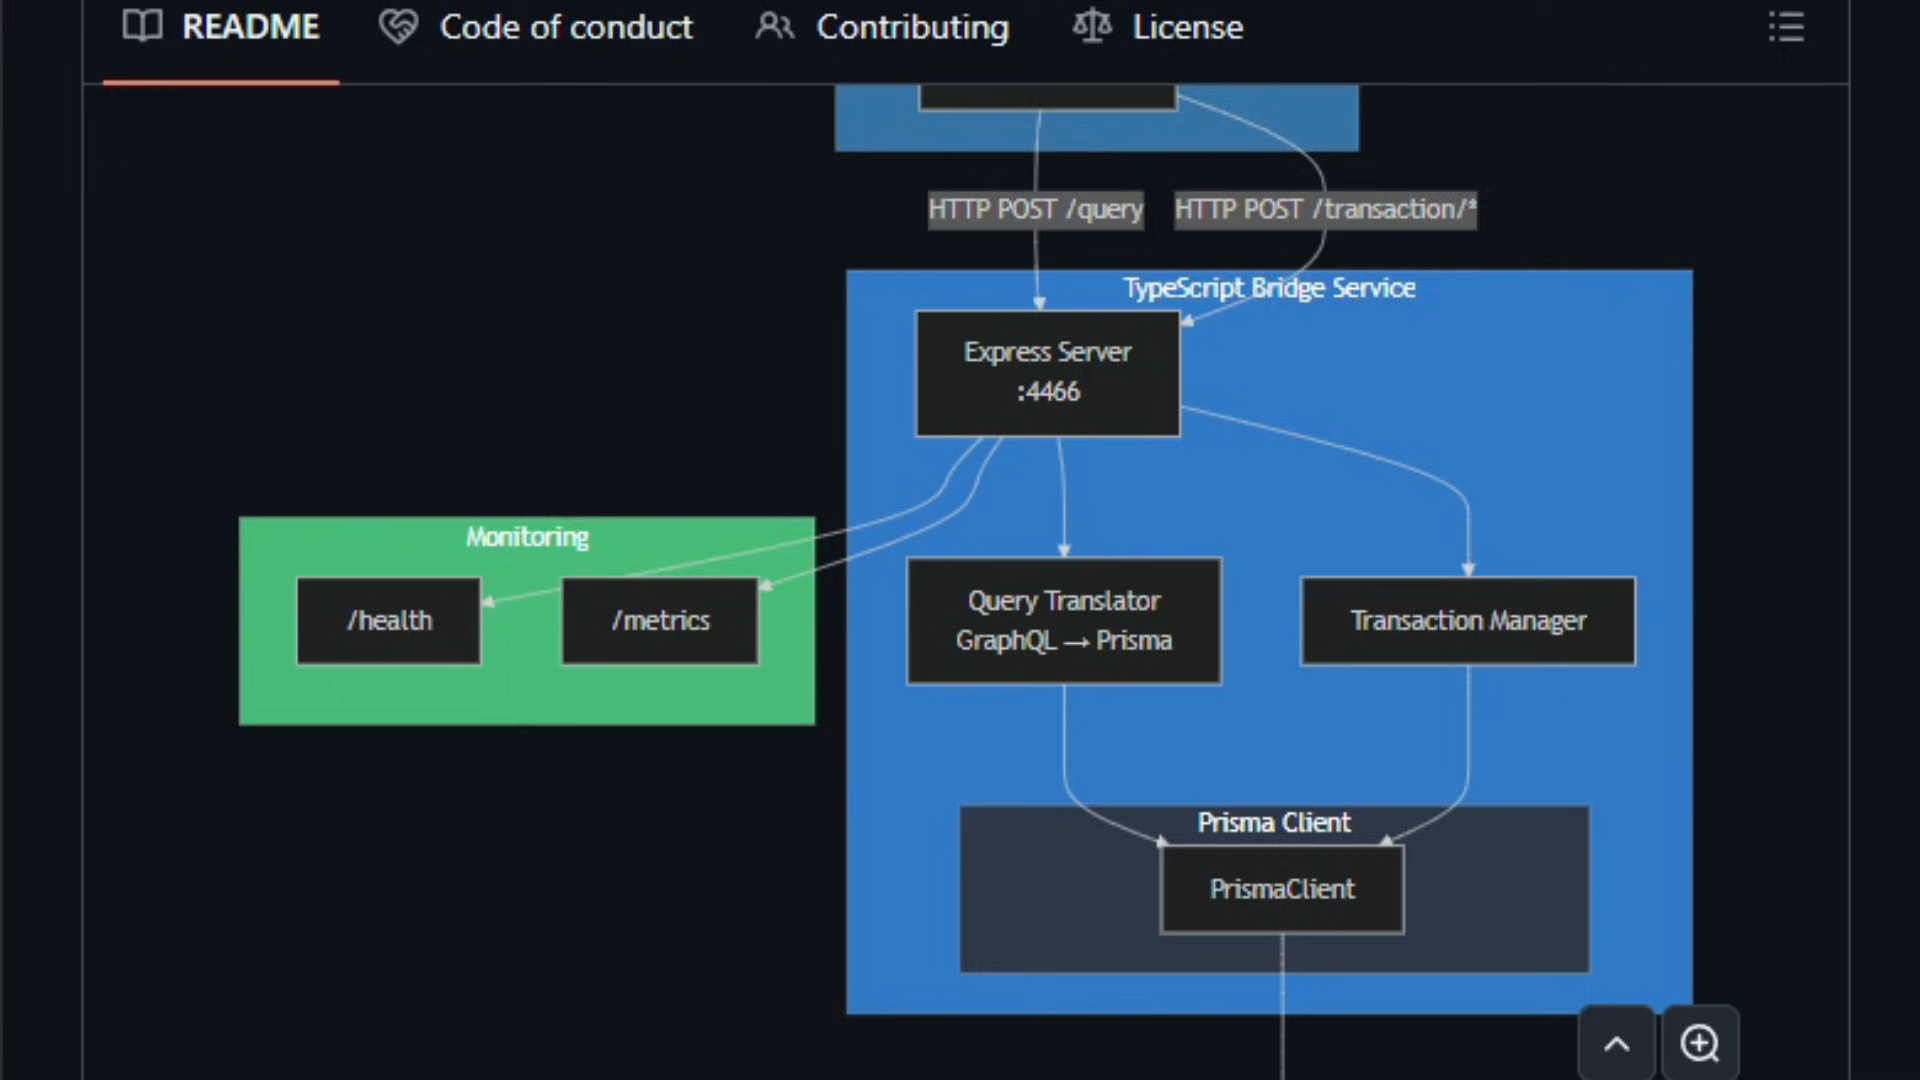 README
Code of conduct
Contributing
License
HTTP POST /query
HTTP POST /transaction/*
TypeScript Bridge Service
Express Server
:4466
Monitoring
/health
/metrics
Query Translator
GraphQL → Prisma
Transaction Manager
Prisma Client
PrismaClient